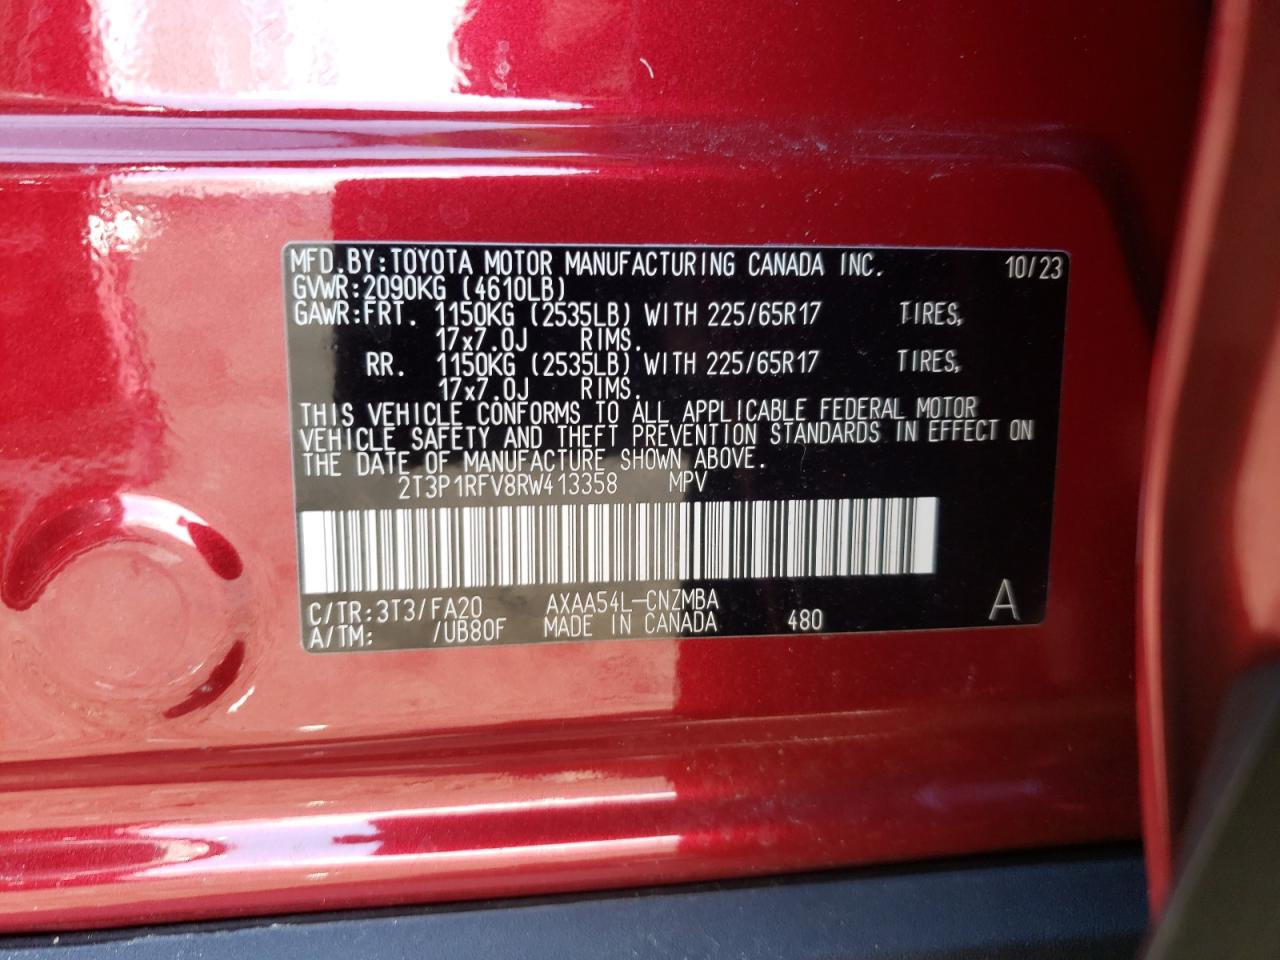 MFD.BY:TOYOTA MOTOR MANUFACTURING CANADA INC. 10/23
GVWR:2090KG (4610LB)
GAWR:FRT. 1150KG (2535LB) WITH 225/65R17 TIRES,
17x7.0J RIMS.
RR. 1150KG (2535LB) WITH 225/65R17 TIRES,
17x7.0J RIMS.
THIS VEHICLE CONFORMS TO ALL APPLICABLE FEDERAL MOTOR
VEHICLE SAFETY AND THEFT PREVENTION STANDARDS IN EFFECT ON
THE DATE OF MANUFACTURE SHOWN ABOVE.
2T3P1RFV8RW413358 MPV
C/TR:3T3/FA20 AXAA54L-CNZMBA
A/TM: /UB80F MADE IN CANADA 480 A